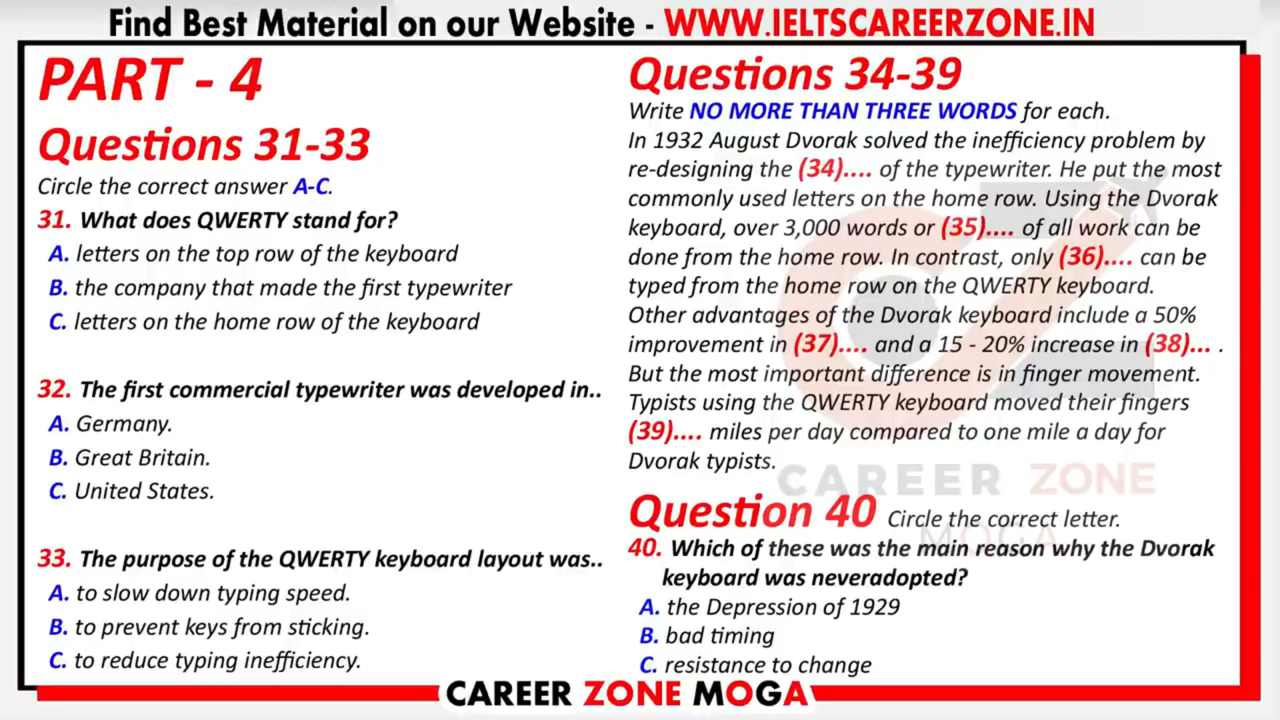 Find Best Material on our Website - WWW.IELTSCAREERZONE.IN
PART - 4
Questions 31-33
Circle the correct answer A-C.
31. What does QWERTY stand for?
A. letters on the top row of the keyboard
B. the company that made the first typewriter
C. letters on the home row of the keyboard
32. The first commercial typewriter was developed in..
A. Germany.
B. Great Britain.
C. United States.
33. The purpose of the QWERTY keyboard layout was..
A. to slow down typing speed.
B. to prevent keys from sticking.
C. to reduce typing inefficiency.
Questions 34-39
Write NO MORE THAN THREE WORDS for each.
In 1932 August Dvorak solved the inefficiency problem by
re-designing the (34).... of the typewriter. He put the most
commonly used letters on the home row. Using the Dvorak
keyboard, over 3,000 words or (35).... of all work can be
done from the home row. In contrast, only (36).... can be
typed from the home row on the QWERTY keyboard.
Other advantages of the Dvorak keyboard include a 50%
improvement in (37).... and a 15 - 20% increase in (38)... .
But the most important difference is in finger movement.
Typists using the QWERTY keyboard moved their fingers
(39).... miles per day compared to one mile a day for
Dvorak typists.
CAREER ZONE
MOGA
Question 40 Circle the correct letter.
40. Which of these was the main reason why the Dvorak
keyboard was neveradopted?
A. the Depression of 1929
B. bad timing
C. resistance to change
CAREER ZONE MOGA